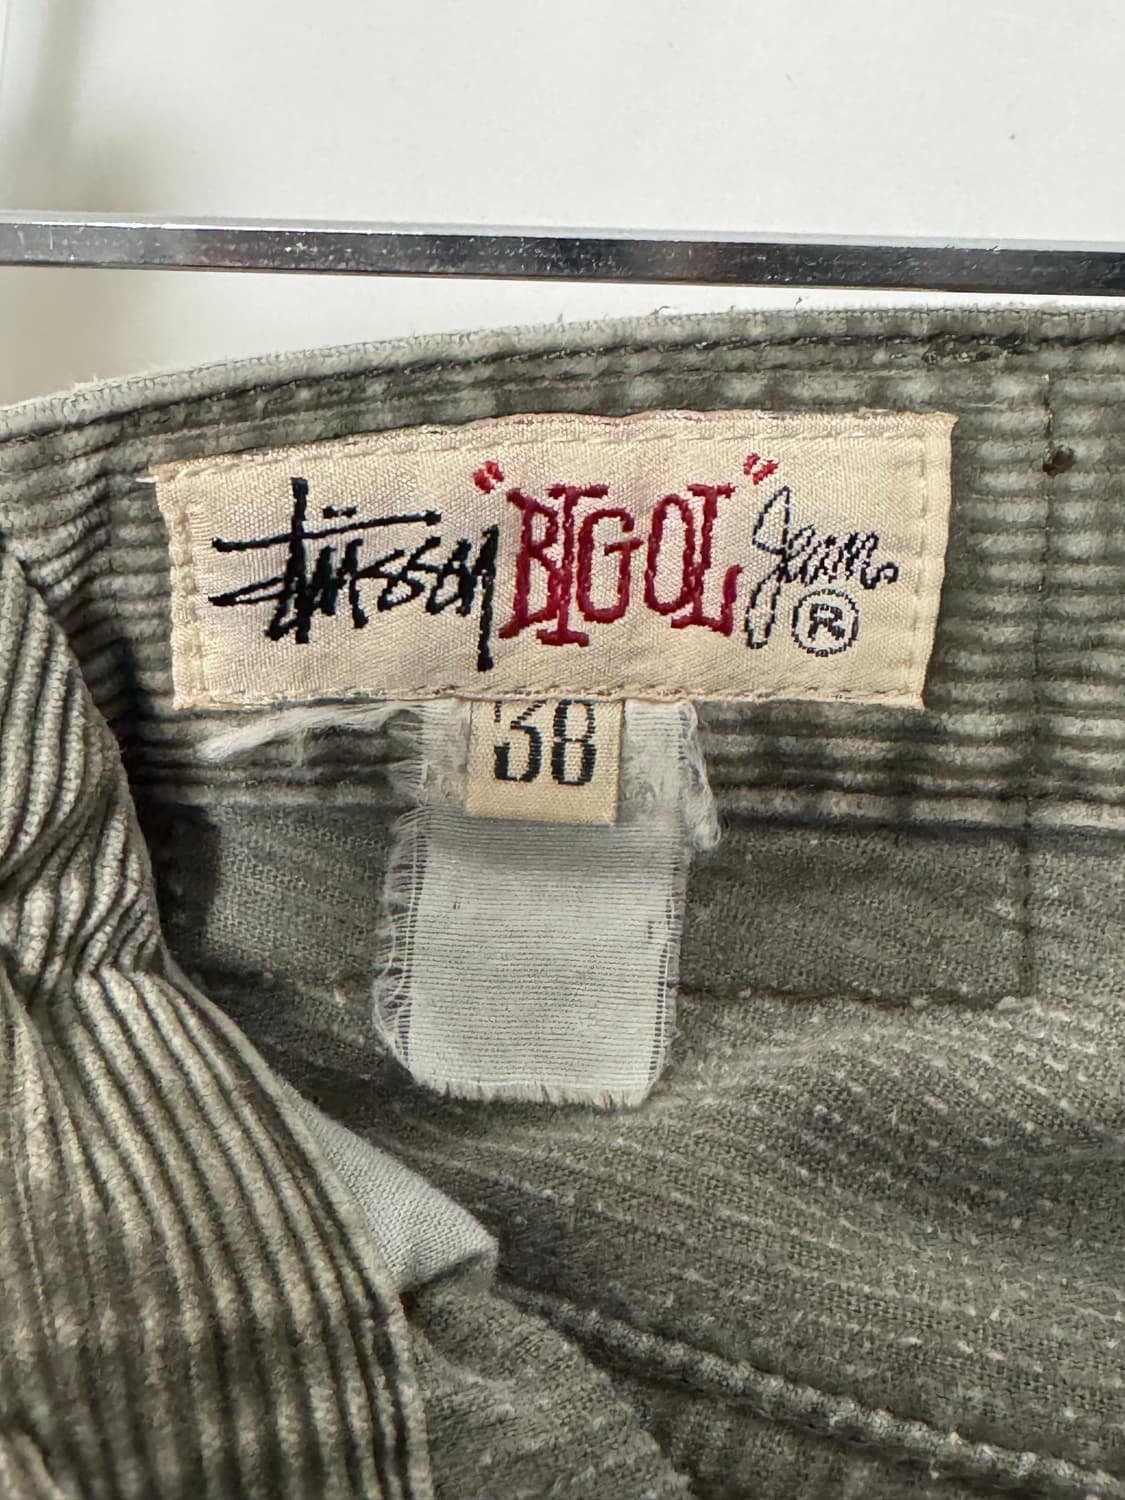 Stüssy "BIG OL" Jeans ®
38